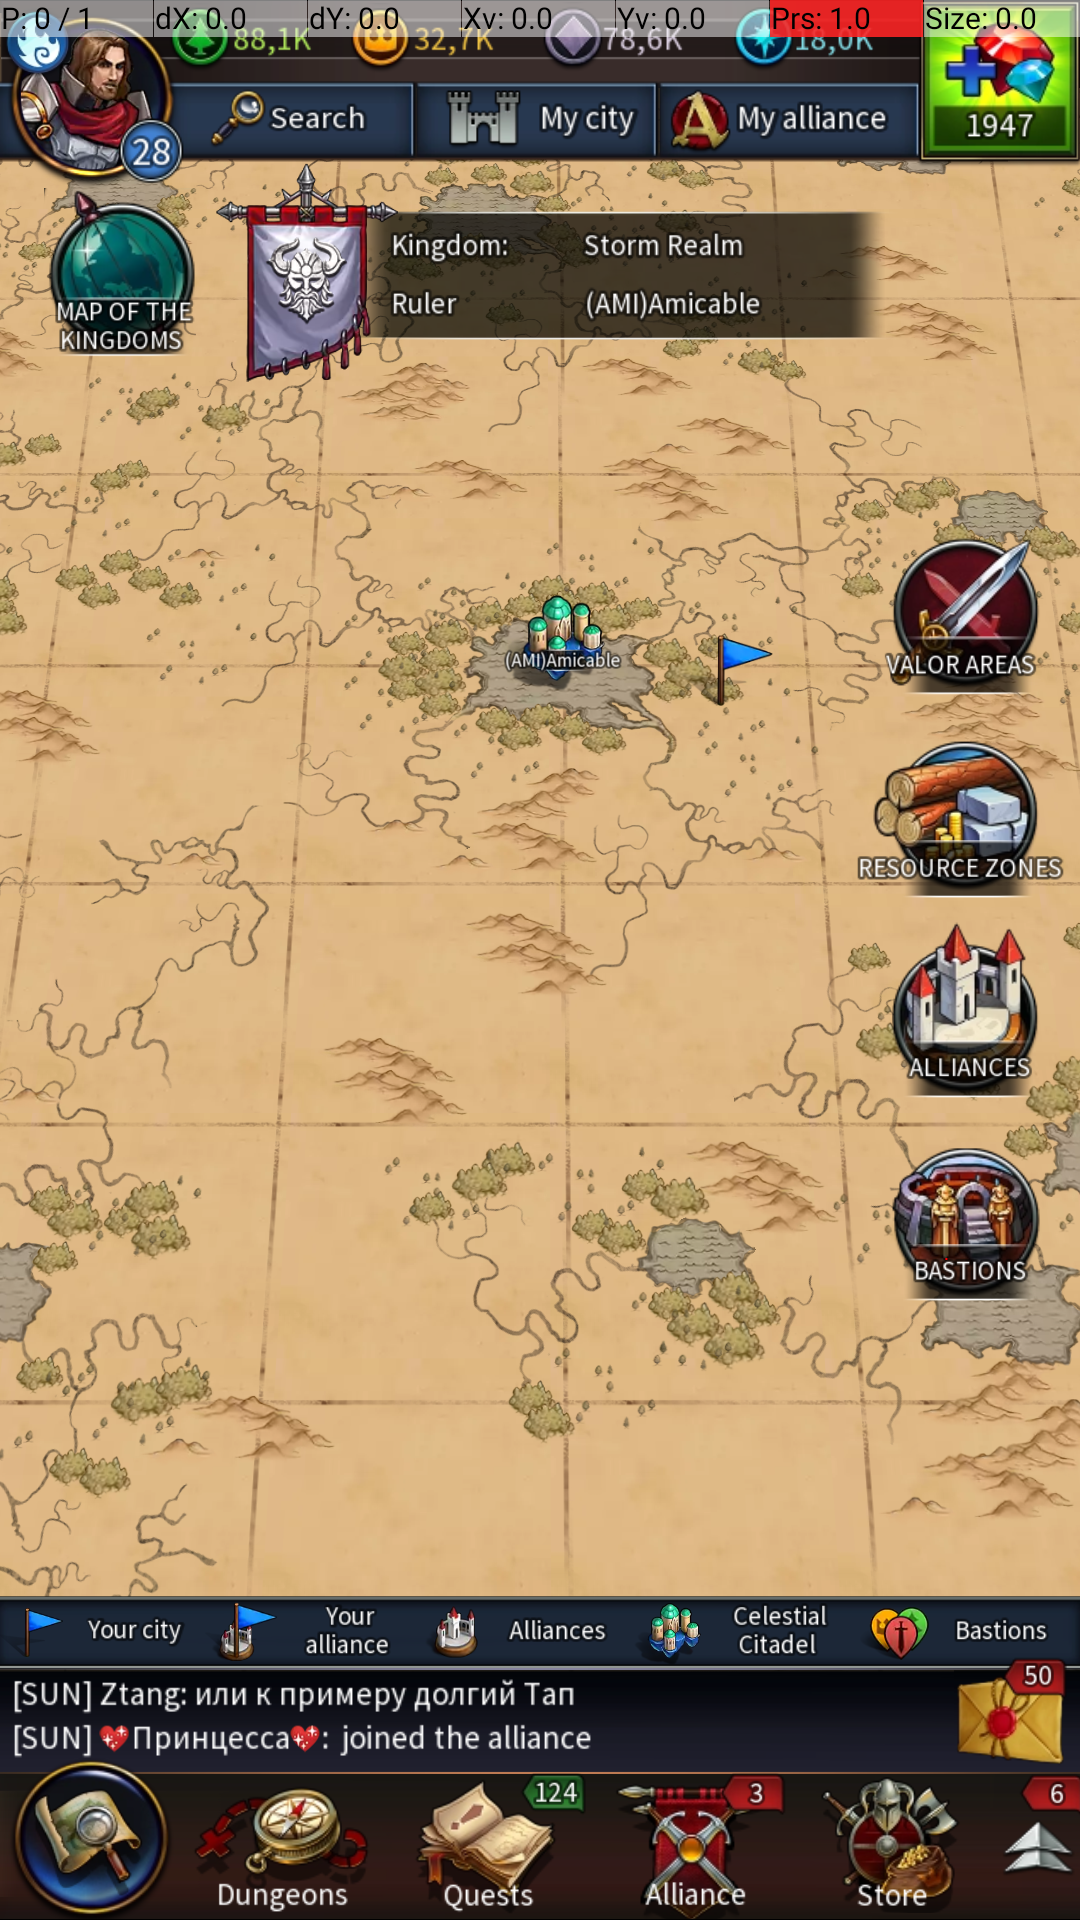 P: 0 / 1
dX: 0.0
dY: 0.0
Xv: 0.0
Yv: 0.0
Prs: 1.0
Size: 0.0
88,1K
32,7K
78,6K
18,0K
28
Search
My city
My alliance
1947
MAP OF THE
KINGDOMS
Kingdom: Storm Realm
Ruler (AMI)Amicable
(AMI)Amicable
VALOR AREAS
RESOURCE ZONES
ALLIANCES
BASTIONS
Your city
Your
alliance
Alliances
Celestial
Citadel
Bastions
[SUN] Ztang: или к примеру долгий Тап
[SUN] 💖Принцесса💖: joined the alliance
50
124
3
6
Dungeons
Quests
Alliance
Store